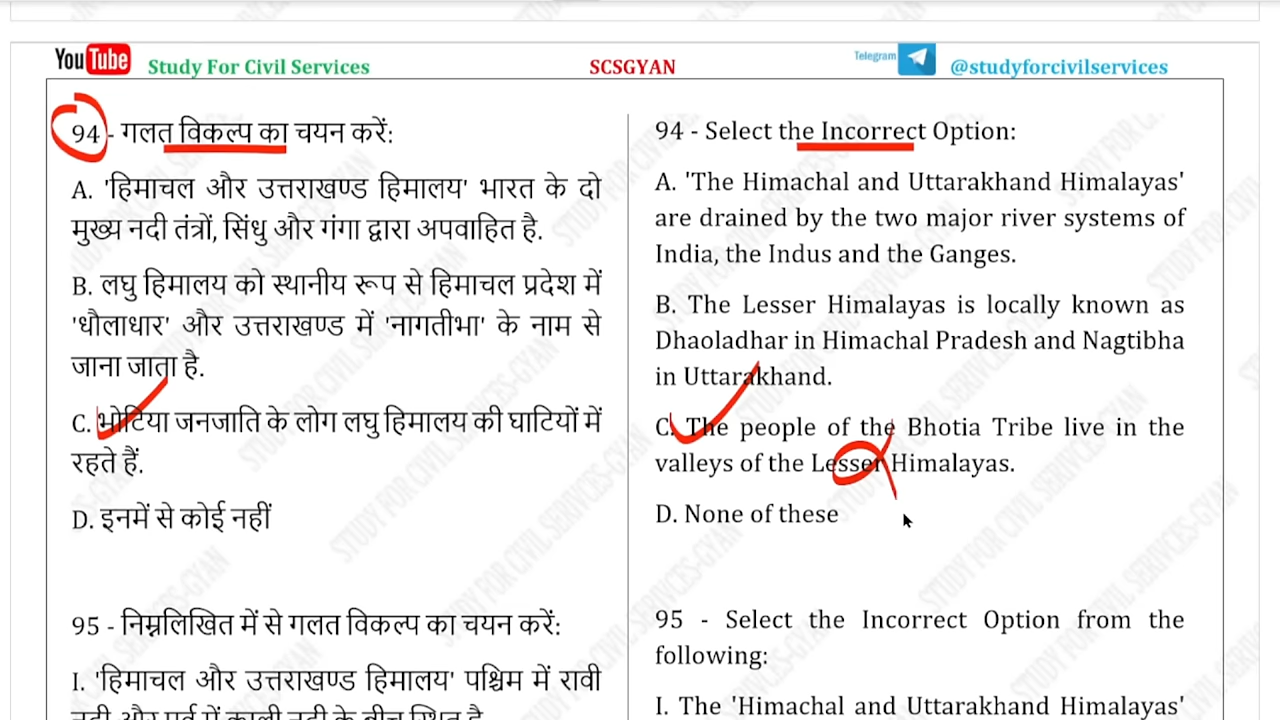 YouTube Study For Civil Services SCSGYAN Telegram @studyforcivilservices
94 - गलत विकल्प का चयन करें:
A. 'हिमाचल और उत्तराखण्ड हिमालय' भारत के दो
मुख्य नदी तंत्रों, सिंधु और गंगा द्वारा अपवाहित है.
B. लघु हिमालय को स्थानीय रूप से हिमाचल प्रदेश में
'धौलाधार' और उत्तराखण्ड में 'नागतीभा' के नाम से
जाना जाता है.
C. भोटिया जनजाति के लोग लघु हिमालय की घाटियों में
रहते हैं.
D. इनमें से कोई नहीं
95 - निम्नलिखित में से गलत विकल्प का चयन करें:
I. 'हिमाचल और उत्तराखण्ड हिमालय' पश्चिम में रावी
नदी और पूर्व में काली नदी के बीच स्थित है
94 - Select the Incorrect Option:
A. 'The Himachal and Uttarakhand Himalayas'
are drained by the two major river systems of
India, the Indus and the Ganges.
B. The Lesser Himalayas is locally known as
Dhaoladhar in Himachal Pradesh and Nagtibha
in Uttarakhand.
C. The people of the Bhotia Tribe live in the
valleys of the Lesser Himalayas.
D. None of these
95 - Select the Incorrect Option from the
following:
I. The 'Himachal and Uttarakhand Himalayas'